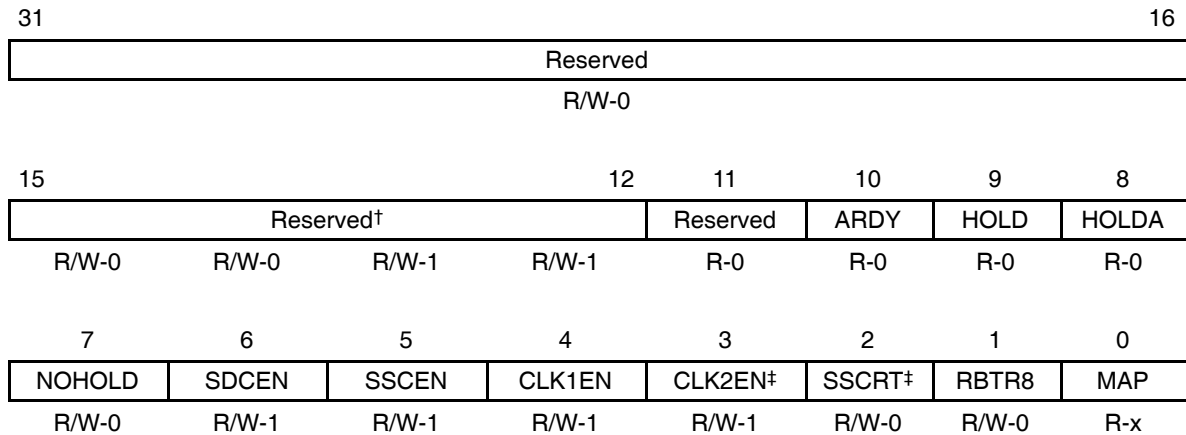 31 16
Reserved
R/W-0
15 12 11 10 9 8
Reserved† Reserved ARDY HOLD HOLDA
R/W-0 R/W-0 R/W-1 R/W-1 R-0 R-0 R-0 R-0
7 6 5 4 3 2 1 0
NOHOLD SDCEN SSCEN CLK1EN CLK2EN‡ SSCRT‡ RBTR8 MAP
R/W-0 R/W-1 R/W-1 R/W-1 R/W-1 R/W-0 R/W-0 R-x